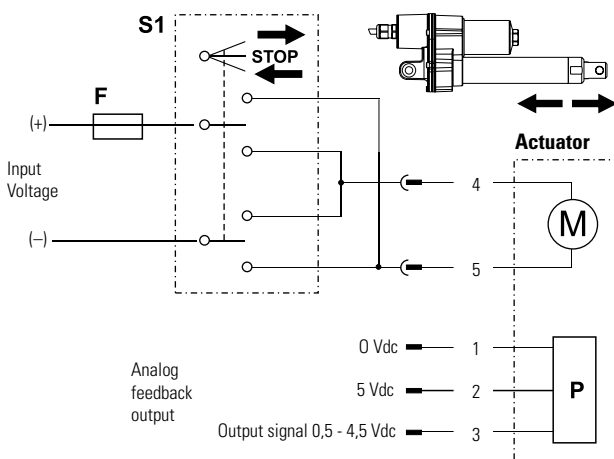 S1
STOP
F
(+)
Input
Voltage
(–)
Actuator
4
M
5
Analog
feedback
output
0 Vdc
1
5 Vdc
2
P
Output signal 0,5 - 4,5 Vdc
3